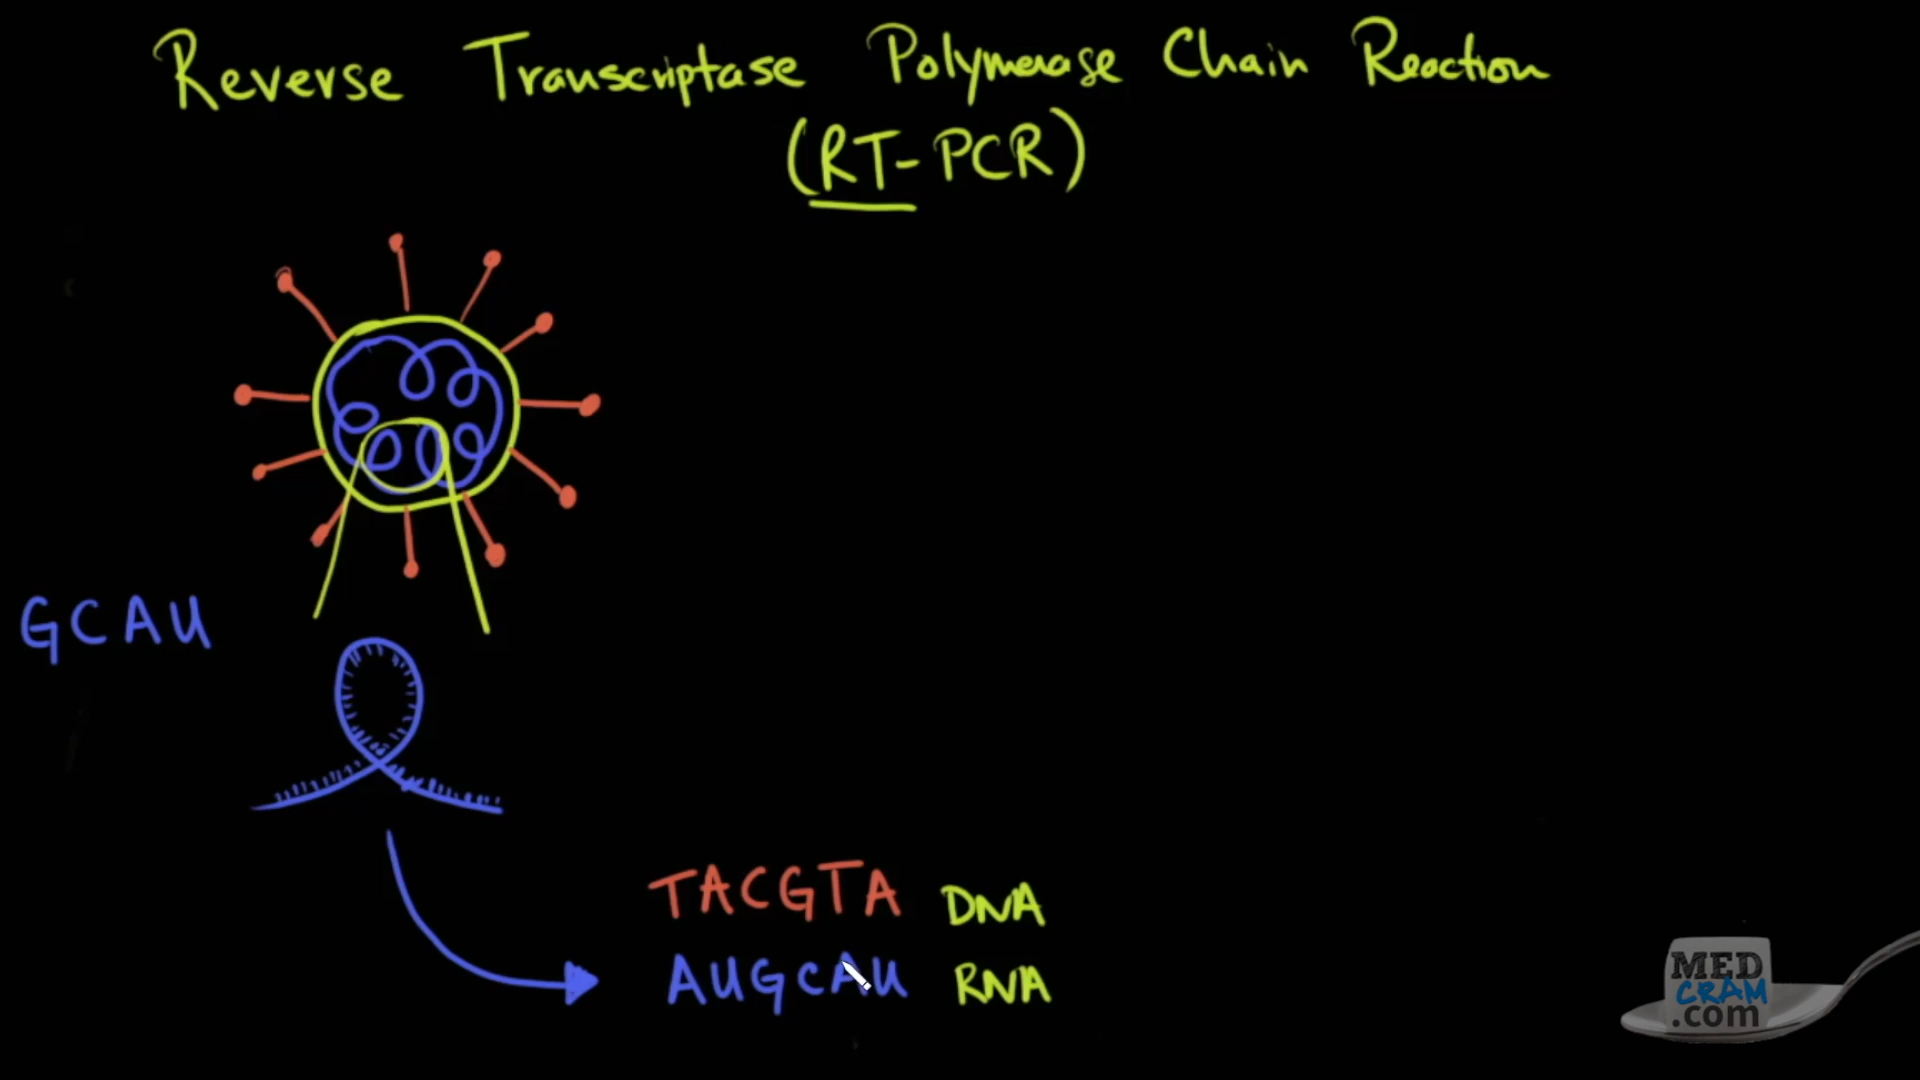 Reverse Transcriptase Polymerase Chain Reaction
(RT-PCR)
GCAU
TACGTA DNA
AUGCAU RNA
MED
CRAM
.com